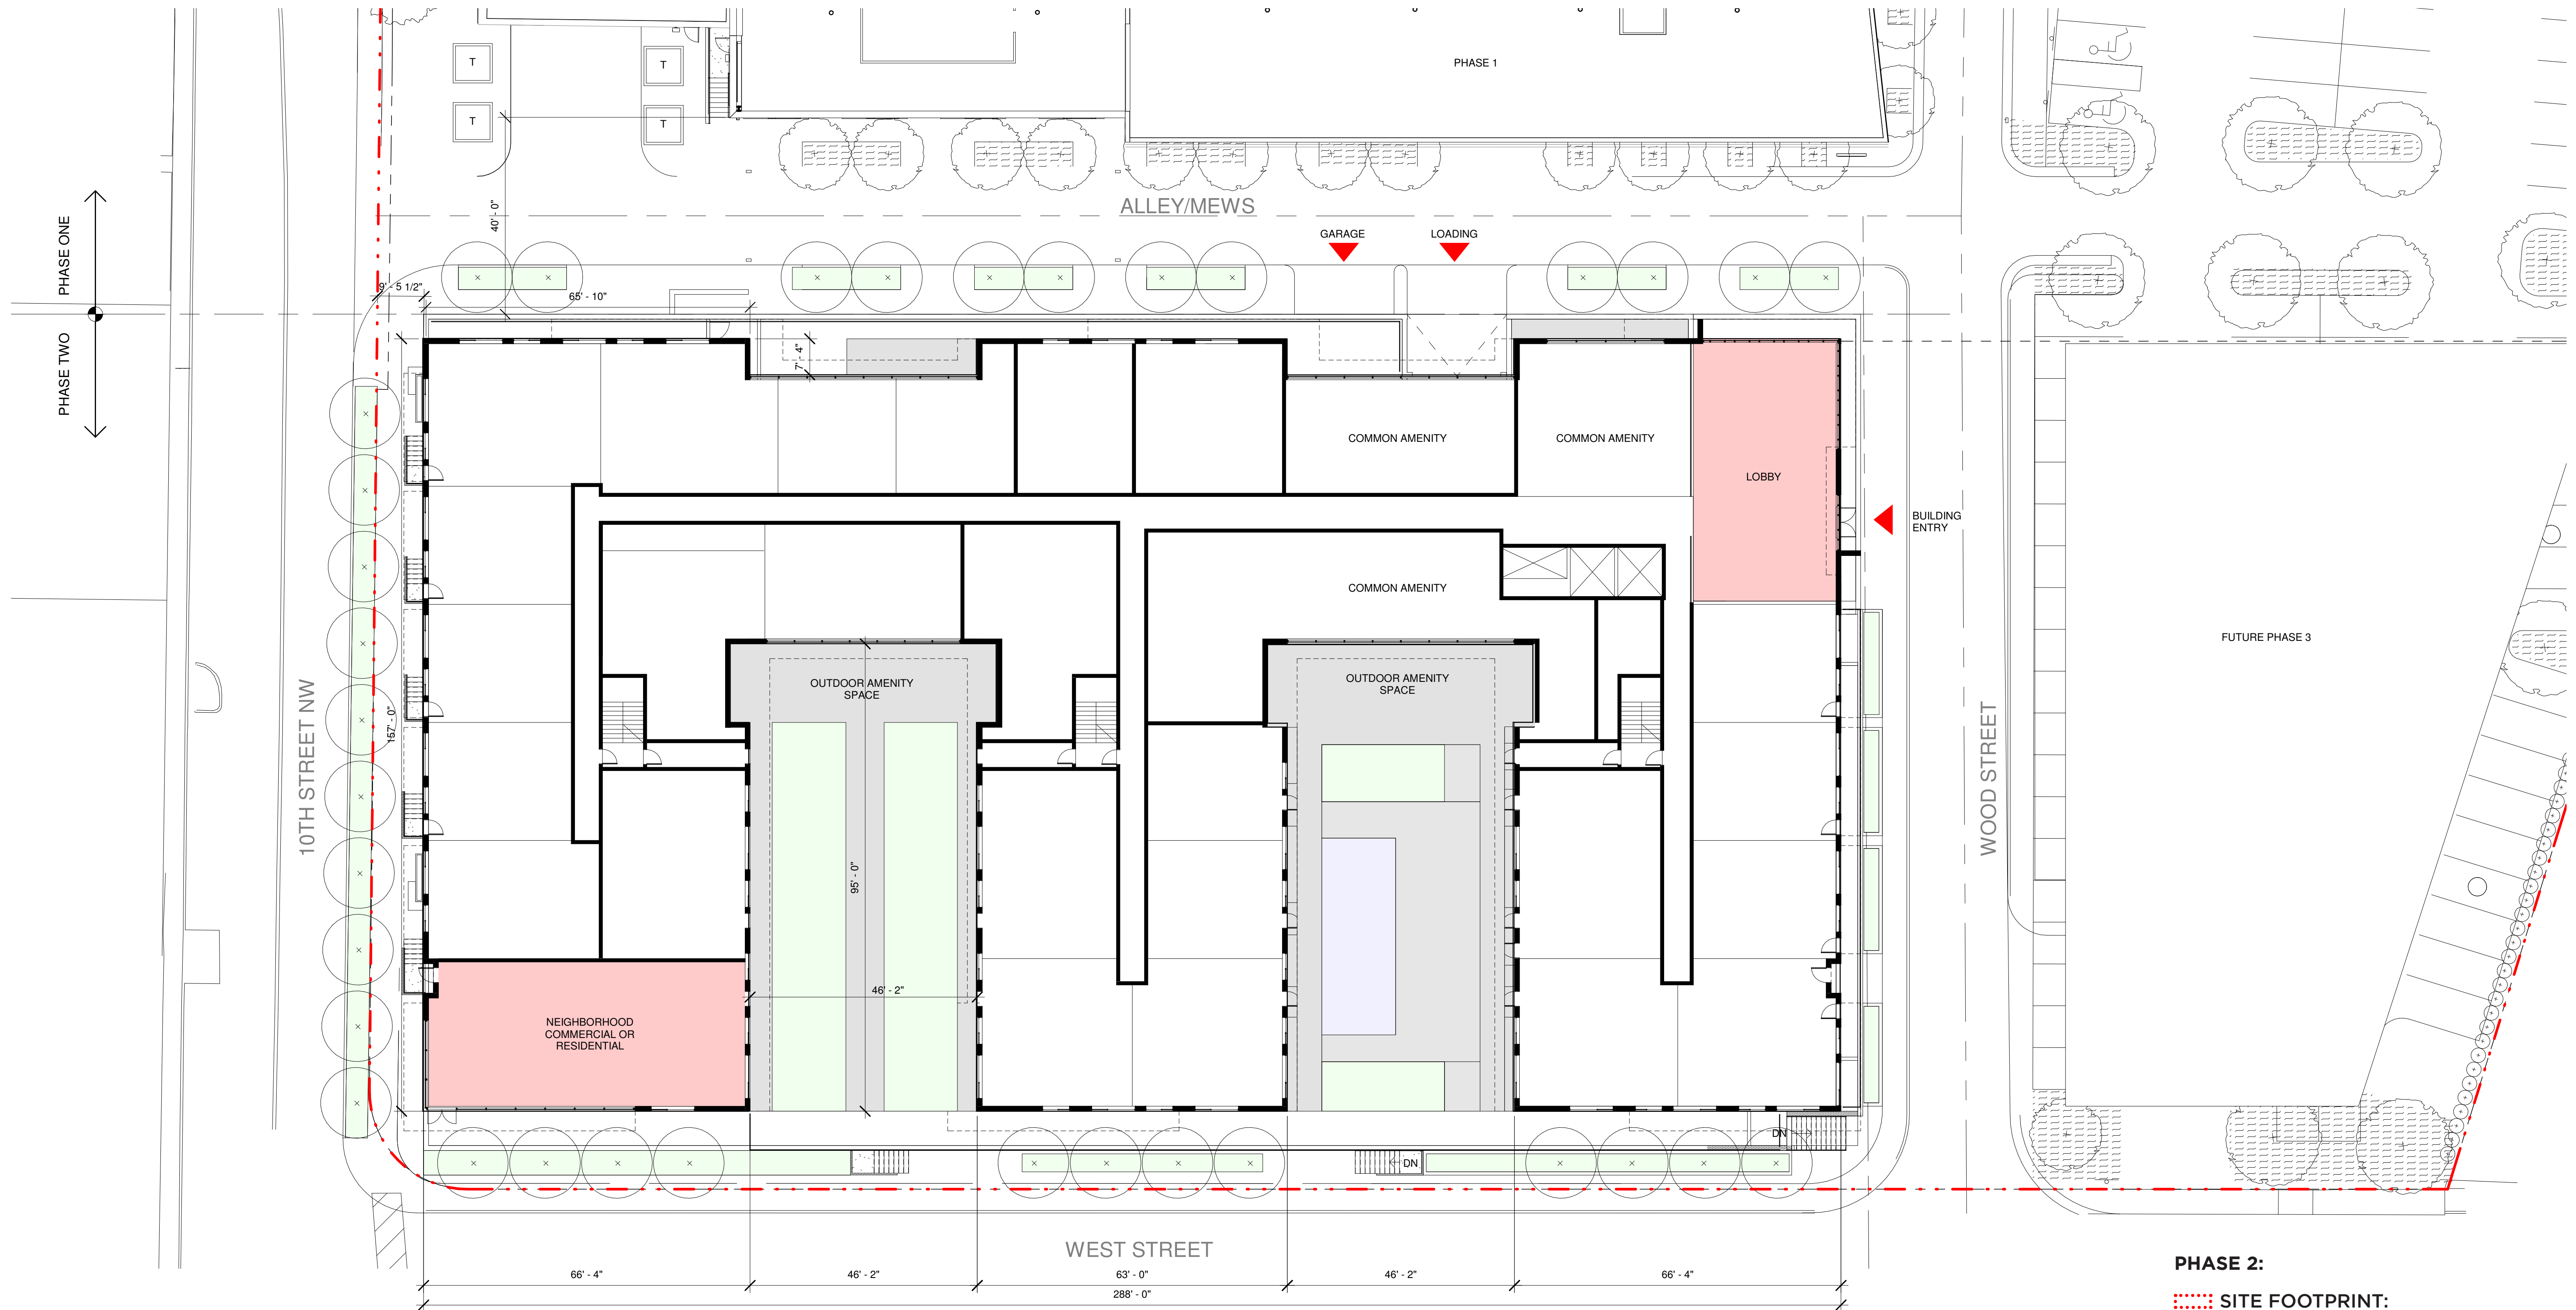 T
T
T
T
PHASE 1
ALLEY/MEWS
40' - 0"
PHASE ONE
PHASE TWO
GARAGE
LOADING
9' - 5 1/2"
65' - 10"
7' - 4"
COMMON AMENITY
COMMON AMENITY
LOBBY
BUILDING
ENTRY
COMMON AMENITY
FUTURE PHASE 3
OUTDOOR AMENITY
SPACE
OUTDOOR AMENITY
SPACE
10TH STREET NW
157' - 0"
WOOD STREET
95' - 0"
46' - 2"
NEIGHBORHOOD
COMMERCIAL OR
RESIDENTIAL
DN
DN
WEST STREET
66' - 4"
46' - 2"
63' - 0"
46' - 2"
66' - 4"
288' - 0"
PHASE 2:
SITE FOOTPRINT: